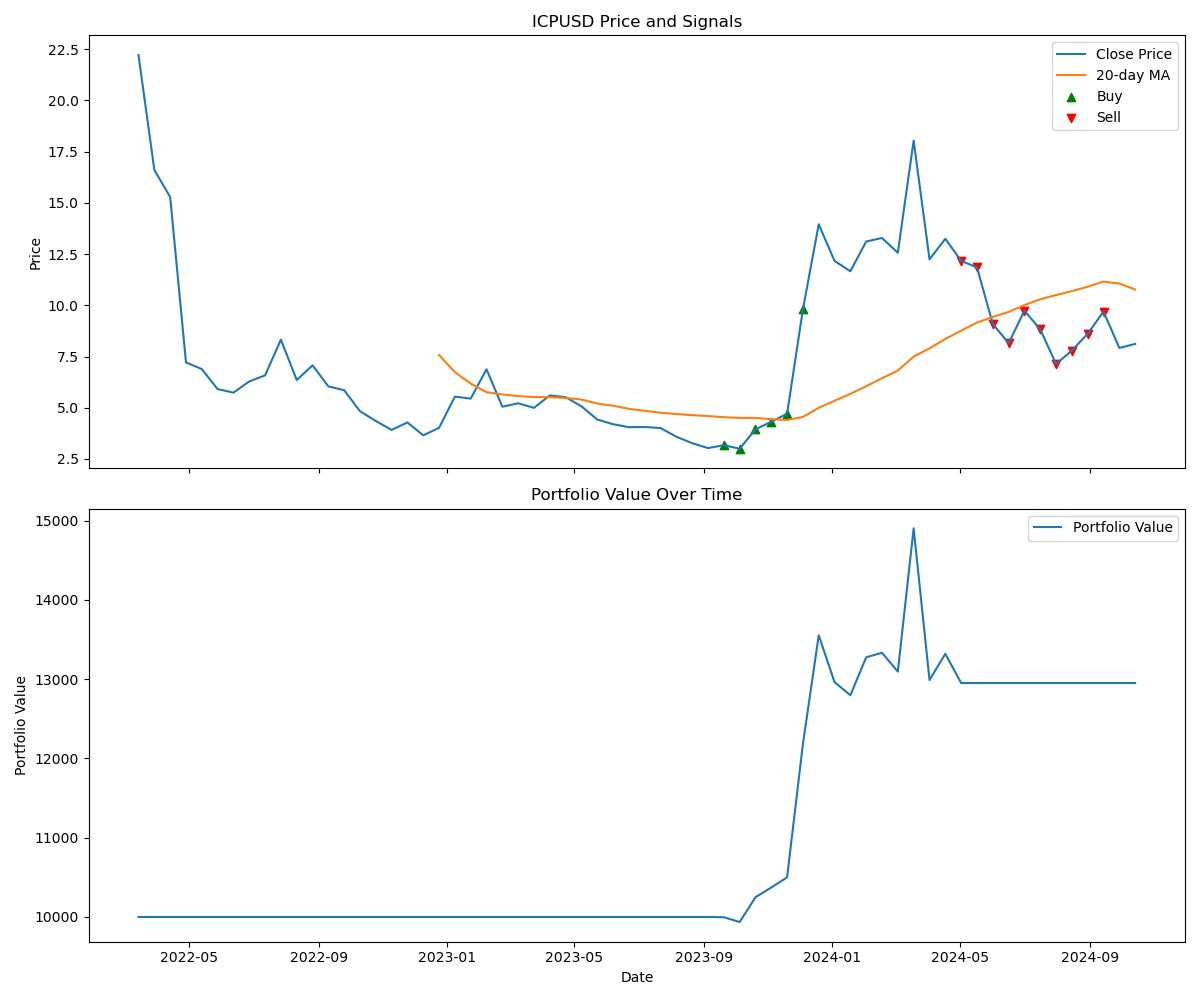 ICPUSD Price and Signals
Close Price
20-day MA
Buy
Sell
22.5
20.0
17.5
15.0
12.5
10.0
7.5
5.0
2.5
Price
Portfolio Value Over Time
Portfolio Value
15000
14000
13000
12000
11000
10000
Portfolio Value
2022-05
2022-09
2023-01
2023-05
2023-09
2024-01
2024-05
2024-09
Date